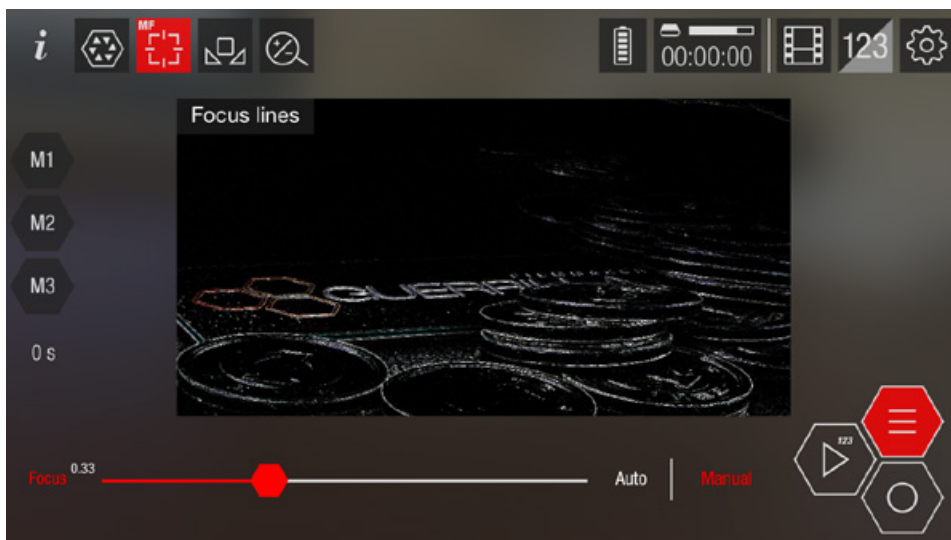 i
MF
00:00:00
123
Focus lines
M1
M2
M3
0 s
Focus 0.33
Auto
Manual
123